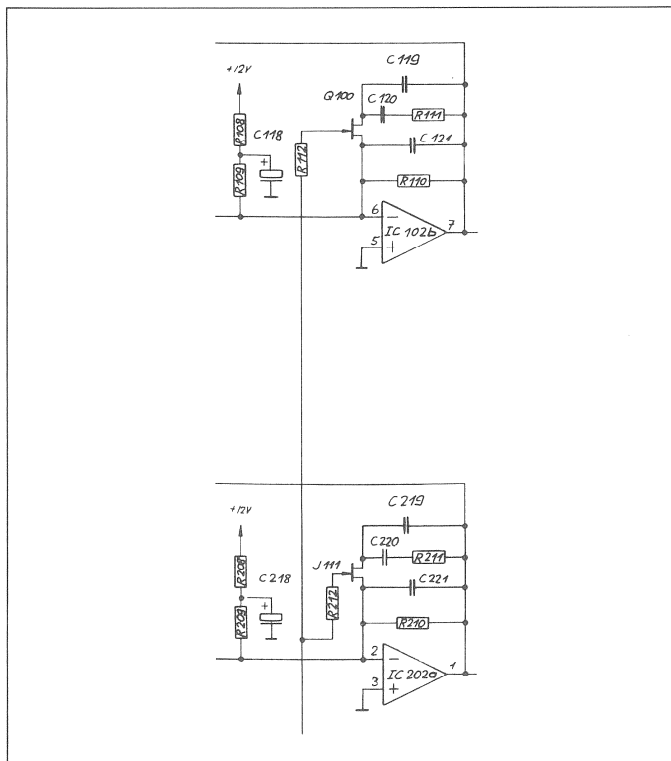 C119
+12V
Q100
C120
R111
C118
R108
R112
C121
+
R109
R110
6
−
7
IC 102b
5
+
C219
+12V
C220
J111
R211
R208
C218
C221
R212
+
R209
R210
2
−
1
IC 202a
3
+